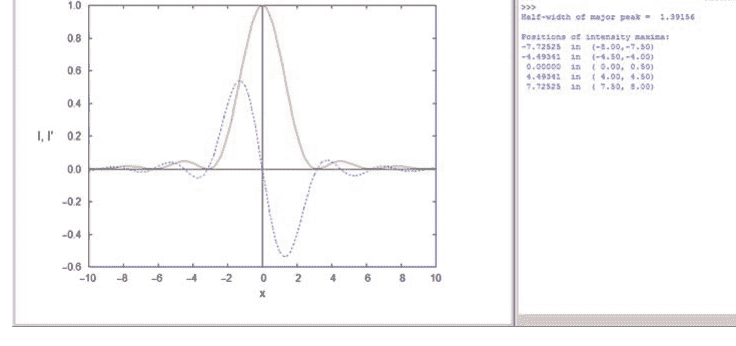 1.0
0.8
0.6
0.4
I, I' 0.2
0.0
−0.2
−0.4
−0.6
−10 −8 −6 −4 −2 0 2 4 6 8 10
x
>>>
Half-width of major peak = 1.39156
Positions of intensity maxima:
-7.72525 in (-8.00,-7.50)
-4.49341 in (-4.50,-4.00)
0.00000 in ( 0.00, 0.50)
4.49341 in ( 4.00, 4.50)
7.72525 in ( 7.50, 8.00)